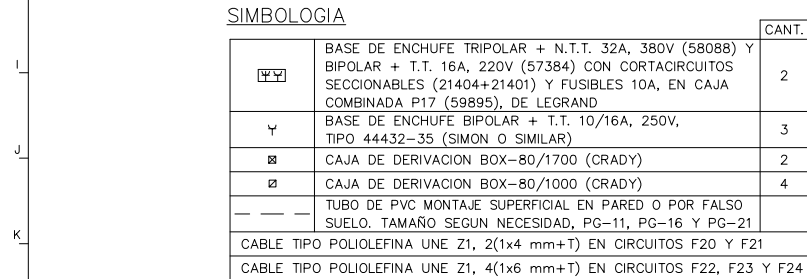 SIMBOLOGIA
CANT.
BASE DE ENCHUFE TRIPOLAR + N.T.T. 32A, 380V (58088) Y
BIPOLAR + T.T. 16A, 220V (57384) CON CORTACIRCUITOS
SECCIONABLES (21404+21401) Y FUSIBLES 10A, EN CAJA
COMBINADA P17 (59895), DE LEGRAND
2
BASE DE ENCHUFE BIPOLAR + T.T. 10/16A, 250V,
TIPO 44432-35 (SIMON O SIMILAR)
3
CAJA DE DERIVACION BOX-80/1700 (CRADY)
2
CAJA DE DERIVACION BOX-80/1000 (CRADY)
4
TUBO DE PVC MONTAJE SUPERFICIAL EN PARED O POR FALSO
SUELO. TAMAÑO SEGUN NECESIDAD, PG-11, PG-16 Y PG-21
CABLE TIPO POLIOLEFINA UNE Z1, 2(1x4 mm+T) EN CIRCUITOS F20 Y F21
CABLE TIPO POLIOLEFINA UNE Z1, 4(1x6 mm+T) EN CIRCUITOS F22, F23 Y F24
I
J
K